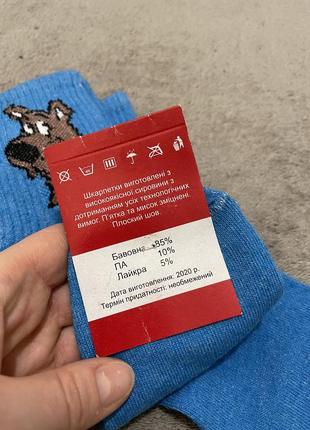 Шкарпетки виготовлені з
високоякісної сировини з
дотриманням усіх технологічних
вимог. П'ятка та мисок зміцнені.
Плоский шов.
Бавовна 85%
ПА 10%
Лайкра 5%
Дата виготовлення: 2020 р.
Термін придатності: необмежений